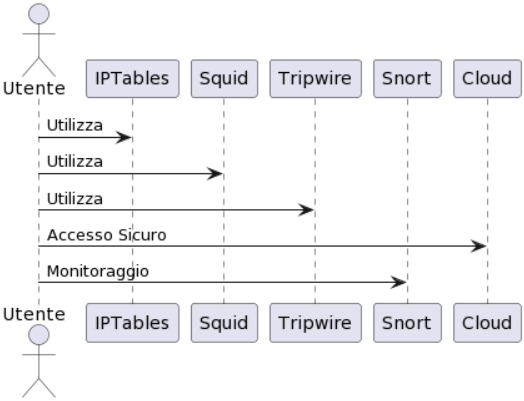 Utente
IPTables
Squid
Tripwire
Snort
Cloud
Utilizza
Utilizza
Utilizza
Accesso Sicuro
Monitoraggio
Utente
IPTables
Squid
Tripwire
Snort
Cloud